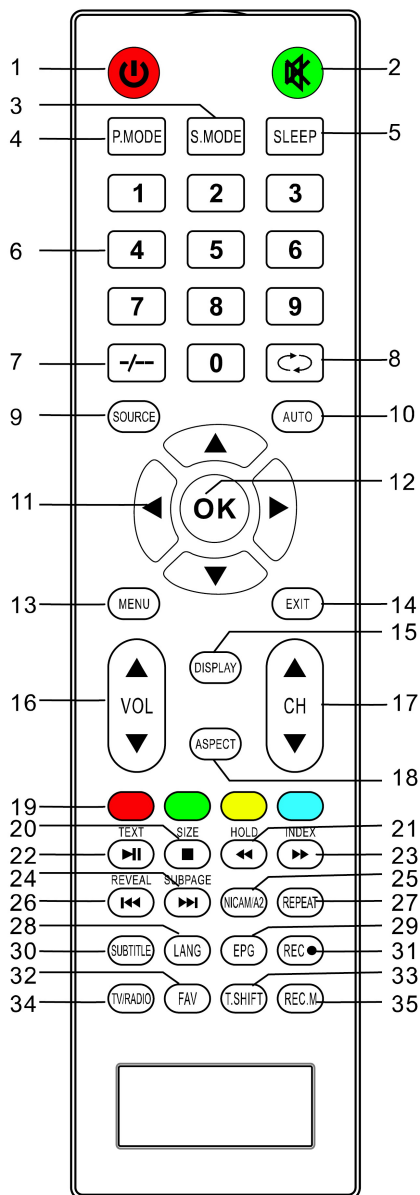 1 2
3
4 P.MODE S.MODE SLEEP 5
1 2 3
6 4 5 6
7 8 9
7 -/-- 0 8
9 SOURCE AUTO 10
11 OK 12
13 MENU EXIT 14
15
DISPLAY
16 VOL CH 17
ASPECT
18
19
20 TEXT SIZE HOLD INDEX 21
22 23
24 REVEAL SUBPAGE 25
26 NICAM/A2 REPEAT 27
28 29
30 SUBTITLE LANG EPG REC 31
32 33
34 TV/RADIO FAV T.SHIFT REC.M 35